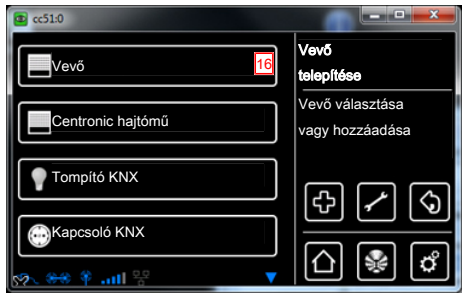 cc51:0
Vevő
16
Centronic hajtómű
Tompító KNX
Kapcsoló KNX
Vevő
telepítése
Vevő választása
vagy hozzáadása